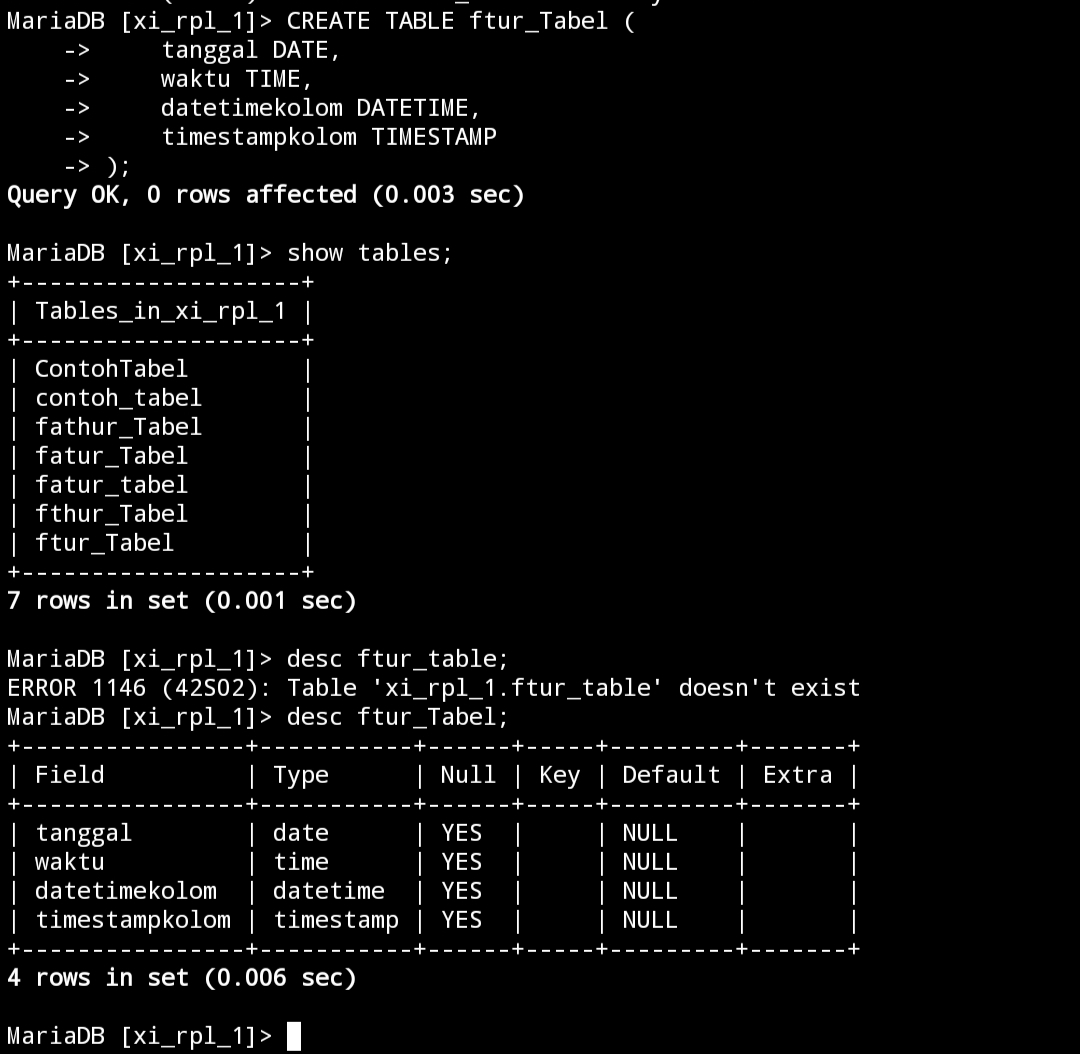 MariaDB [xi_rpl_1]> CREATE TABLE ftur_Tabel (
    ->     tanggal DATE,
    ->     waktu TIME,
    ->     datetimekolom DATETIME,
    ->     timestampkolom TIMESTAMP
    -> );
Query OK, 0 rows affected (0.003 sec)

MariaDB [xi_rpl_1]> show tables;
+--------------------+
| Tables_in_xi_rpl_1 |
+--------------------+
| ContohTabel        |
| contoh_tabel       |
| fathur_Tabel       |
| fatur_Tabel        |
| fatur_tabel        |
| fthur_Tabel        |
| ftur_Tabel         |
+--------------------+
7 rows in set (0.001 sec)

MariaDB [xi_rpl_1]> desc ftur_table;
ERROR 1146 (42S02): Table 'xi_rpl_1.ftur_table' doesn't exist
MariaDB [xi_rpl_1]> desc ftur_Tabel;
+----------------+-----------+------+-----+---------+-------+
| Field          | Type      | Null | Key | Default | Extra |
+----------------+-----------+------+-----+---------+-------+
| tanggal        | date      | YES  |     | NULL    |       |
| waktu          | time      | YES  |     | NULL    |       |
| datetimekolom  | datetime  | YES  |     | NULL    |       |
| timestampkolom | timestamp | YES  |     | NULL    |       |
+----------------+-----------+------+-----+---------+-------+
4 rows in set (0.006 sec)

MariaDB [xi_rpl_1]>